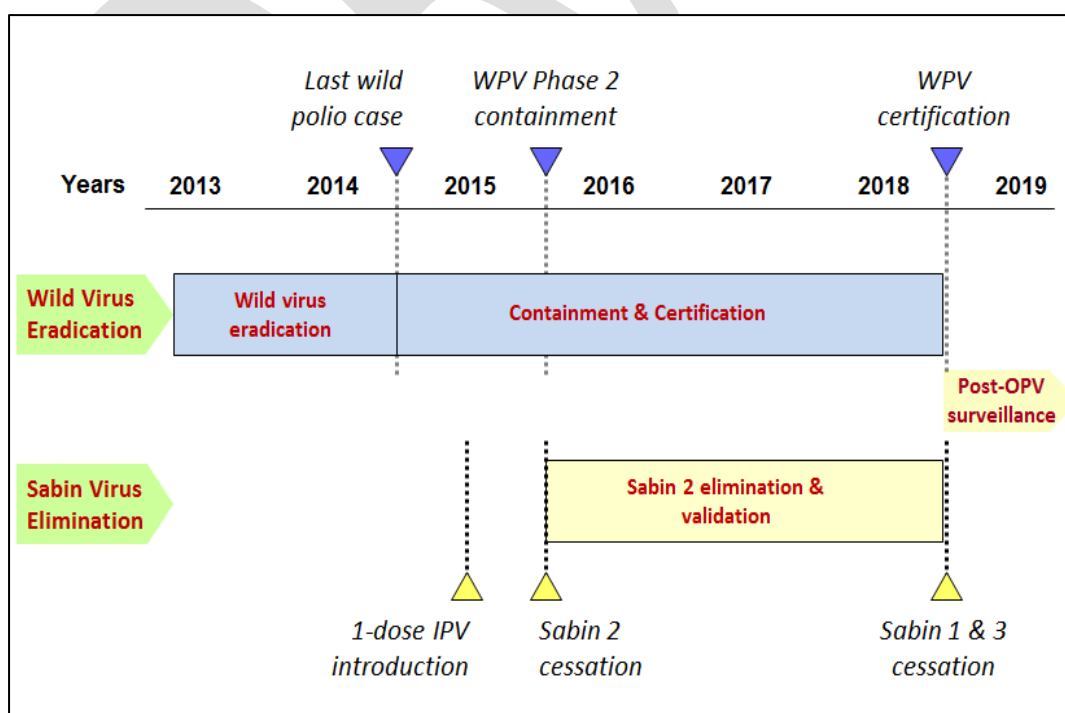 Last wild
polio case
WPV Phase 2
containment
WPV
certification
Years 2013 2014 2015 2016 2017 2018 2019
Wild Virus
Eradication
Wild virus
eradication
Containment & Certification
Post-OPV
surveillance
Sabin Virus
Elimination
Sabin 2 elimination &
validation
1-dose IPV
introduction
Sabin 2
cessation
Sabin 1 & 3
cessation